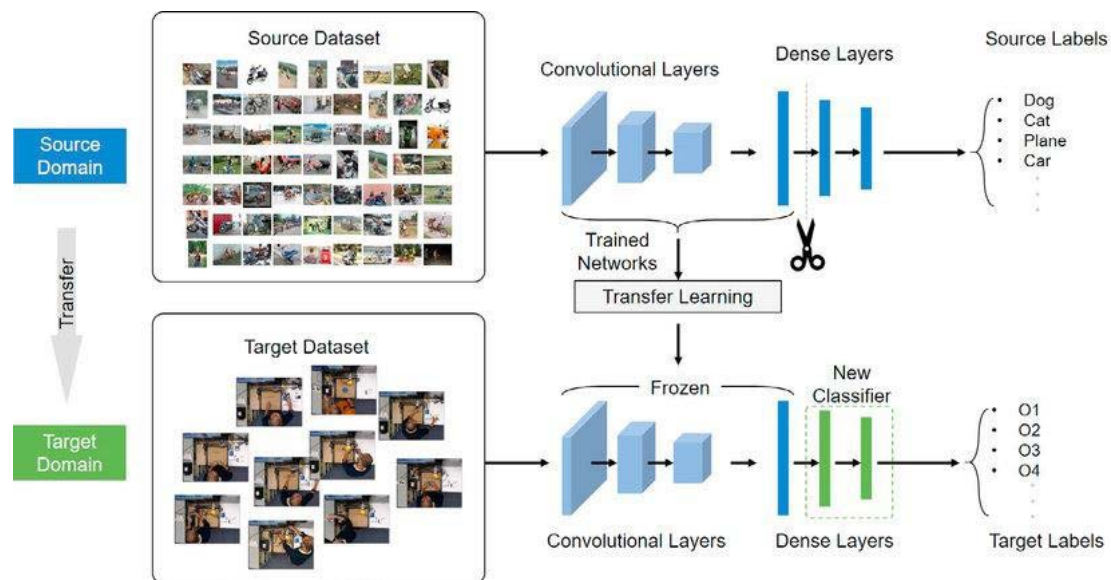 Source Dataset
Convolutional Layers
Dense Layers
Source Labels
• Dog
• Cat
• Plane
• Car
Source
Domain
Trained
Networks
Transfer Learning
Transfer
Target Dataset
Frozen
New
Classifier
Target
Domain
• O1
• O2
• O3
• O4
Convolutional Layers
Dense Layers
Target Labels